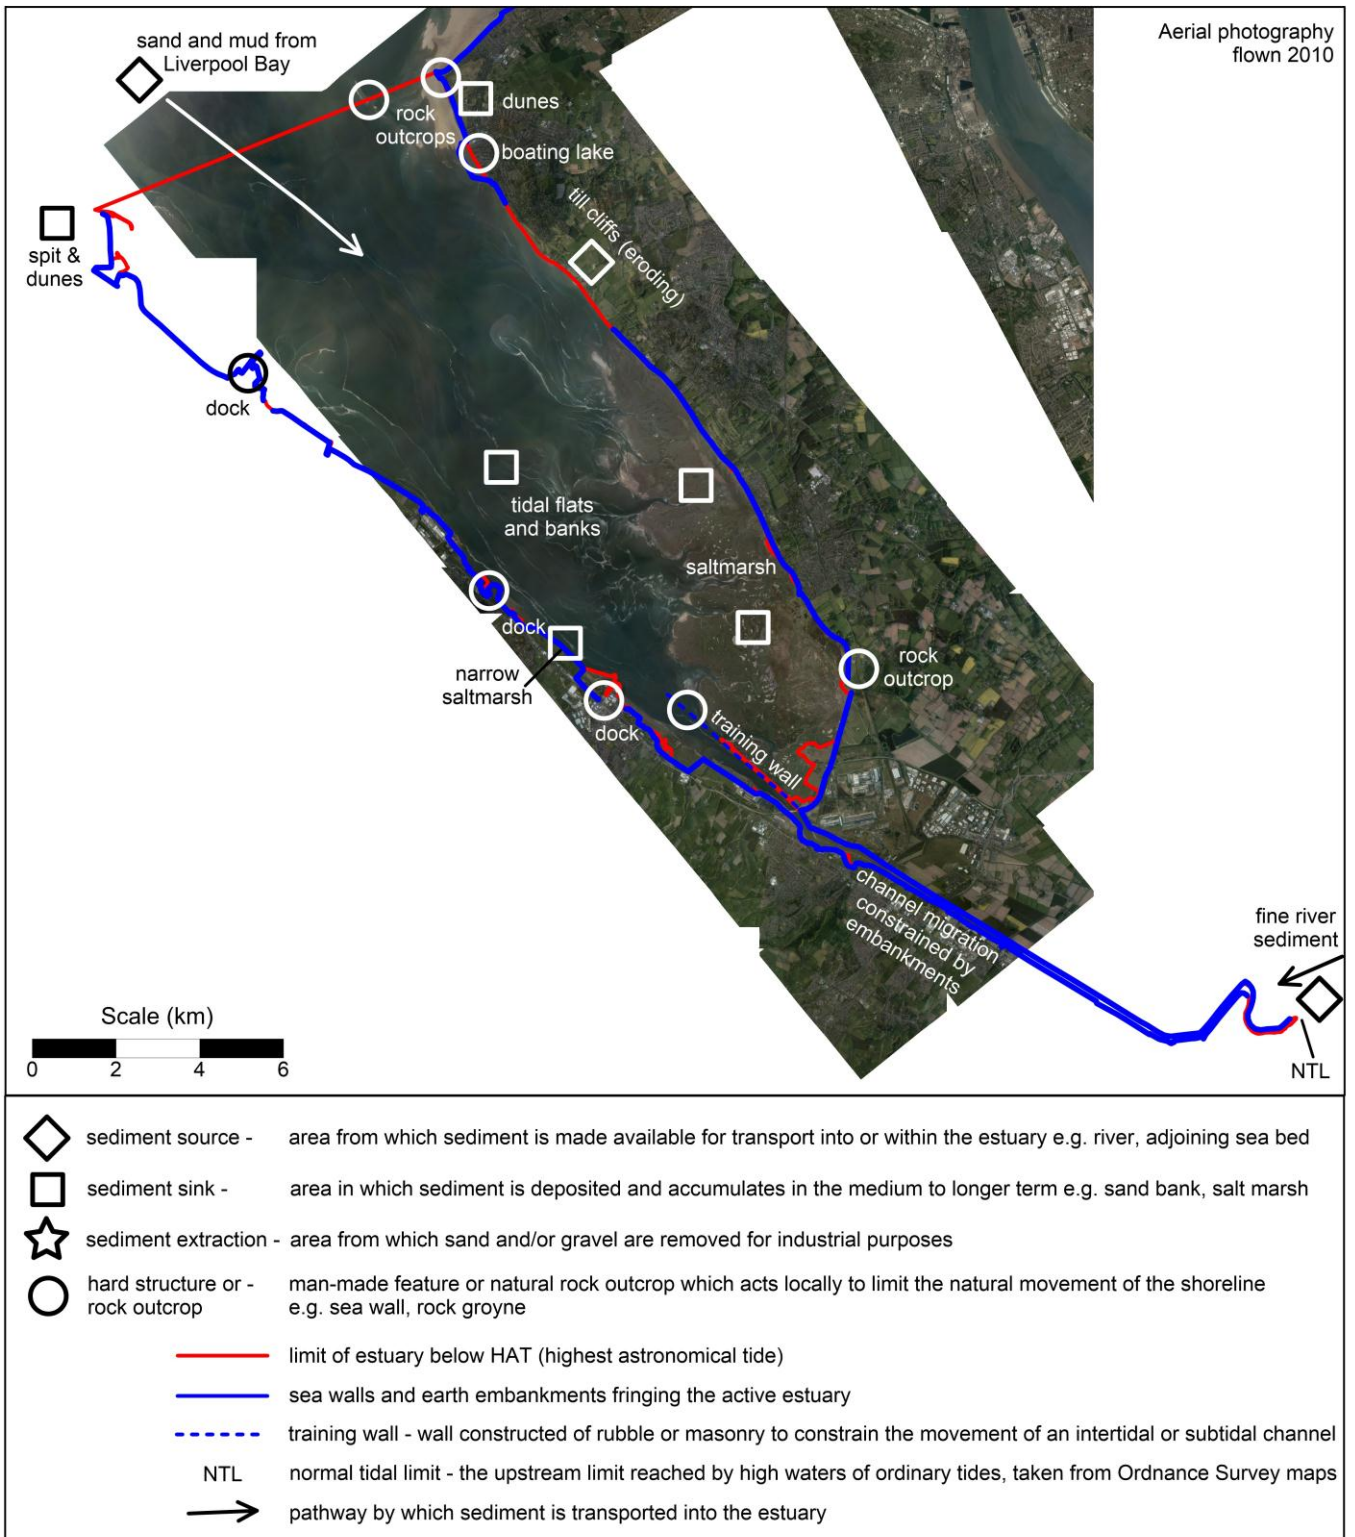 Aerial photography
flown 2010
sand and mud from
Liverpool Bay
rock
outcrops
dunes
boating lake
till cliffs (eroding)
spit &
dunes
dock
tidal flats
and banks
saltmarsh
dock
narrow
saltmarsh
rock
outcrop
dock
training wall
channel migration
constrained by
embankments
fine river
sediment
NTL
Scale (km)
0 2 4 6
sediment source - area from which sediment is made available for transport into or within the estuary e.g. river, adjoining sea bed
sediment sink - area in which sediment is deposited and accumulates in the medium to longer term e.g. sand bank, salt marsh
sediment extraction - area from which sand and/or gravel are removed for industrial purposes
hard structure or - man-made feature or natural rock outcrop which acts locally to limit the natural movement of the shoreline
rock outcrop e.g. sea wall, rock groyne
limit of estuary below HAT (highest astronomical tide)
sea walls and earth embankments fringing the active estuary
training wall - wall constructed of rubble or masonry to constrain the movement of an intertidal or subtidal channel
NTL normal tidal limit - the upstream limit reached by high waters of ordinary tides, taken from Ordnance Survey maps
pathway by which sediment is transported into the estuary